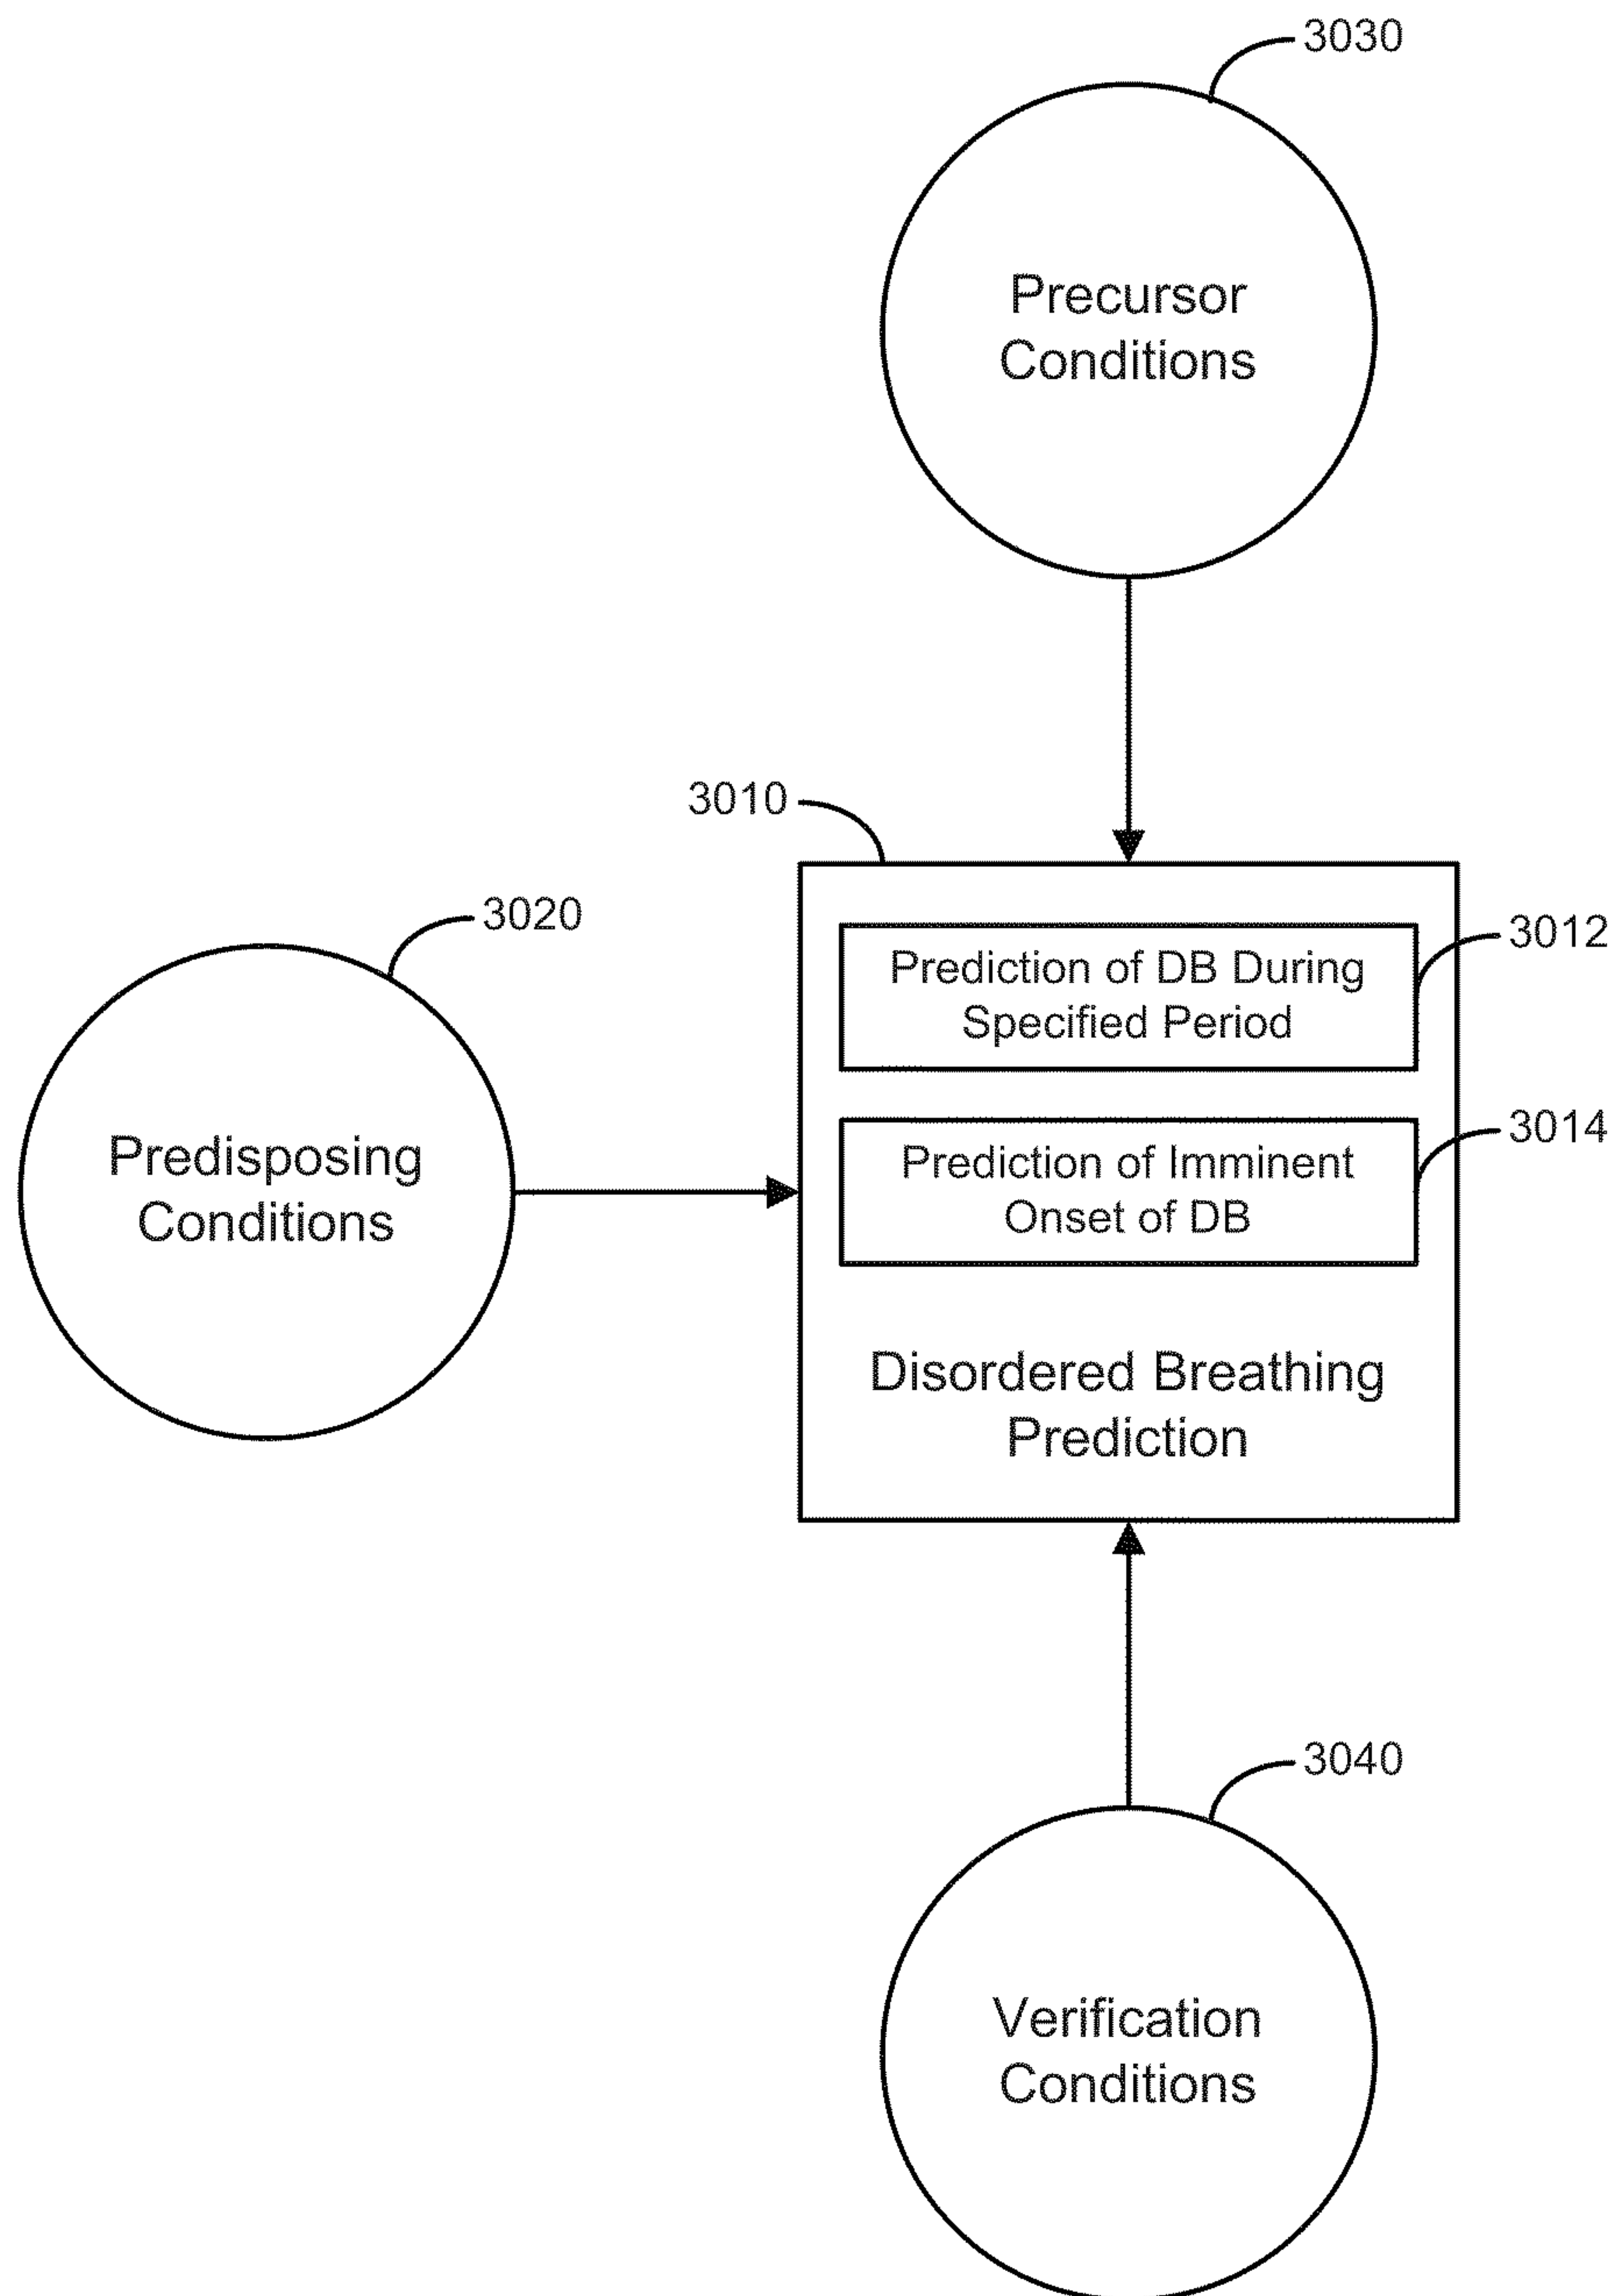 3030
Precursor
Conditions
3010
3020
Prediction of DB During
Specified Period
3012
Predisposing
Conditions
Prediction of Imminent
Onset of DB
3014
Disordered Breathing
Prediction
3040
Verification
Conditions